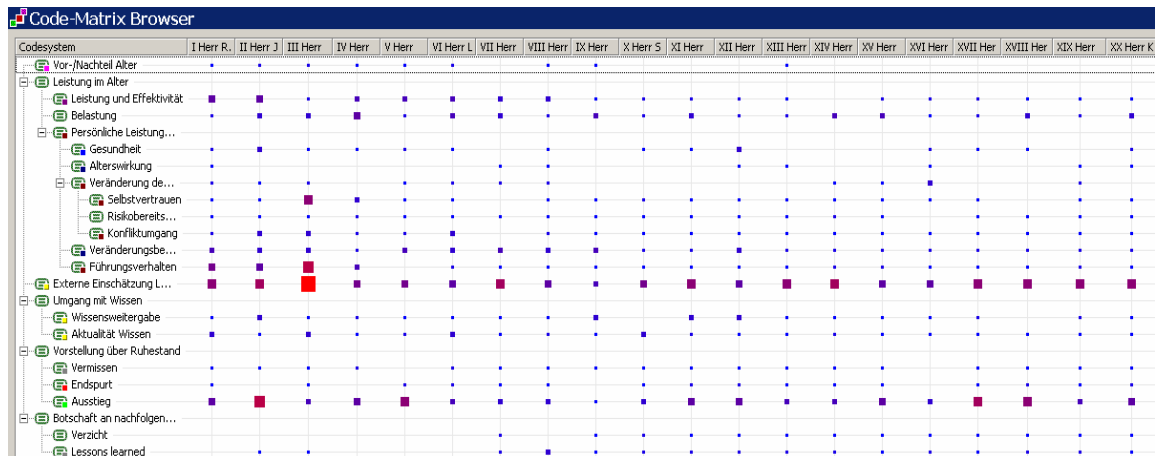 Code-Matrix Browser
Codesystem I Herr R. II Herr J III Herr IV Herr V Herr VI Herr L VII Herr VIII Herr IX Herr X Herr S XI Herr XII Herr XIII Herr XIV Herr XV Herr XVI Herr XVII Her XVIII Her XIX Herr XX Herr K
Vor-/Nachteil Alter
Leistung im Alter
Leistung und Effektivität
Belastung
Persönliche Leistung...
Gesundheit
Alterswirkung
Veränderung de...
Selbstvertrauen
Risikobereits...
Konfliktumgang
Veränderungsbe...
Führungsverhalten
Externe Einschätzung L...
Umgang mit Wissen
Wissensweitergabe
Aktualität Wissen
Vorstellung über Ruhestand
Vermissen
Endspurt
Ausstieg
Botschaft an nachfolgen...
Verzicht
Lessons learned